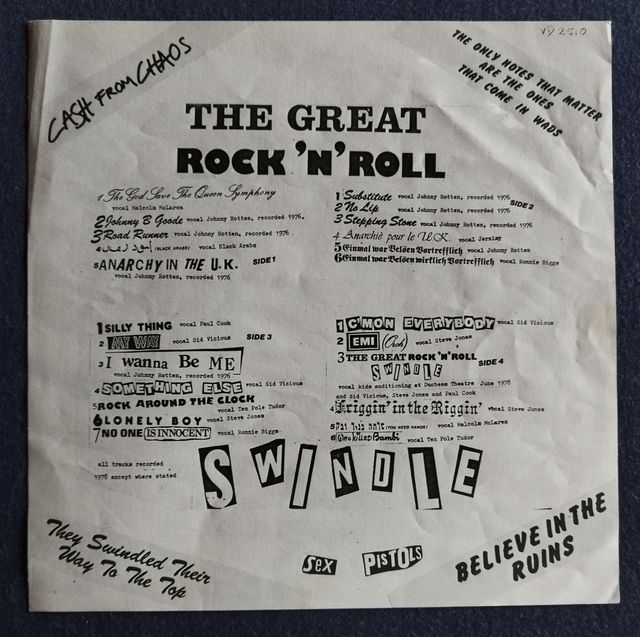 VD 2510
CASH FROM CHAOS
THE ONLY NOTES THAT MATTER
ARE THE ONES
THAT COME IN WADS
THE GREAT
ROCK 'N' ROLL
1 The God Save The Queen Symphony
vocal Malcolm McLaren
2 Johnny B Goode vocal Johnny Rotten, recorded 1976.
3 Road Runner vocal Johnny Rotten, recorded 1976
4 (BLACK ARABS) vocal Black Arabs
5 ANARCHY IN THE U.K. SIDE 1
vocal Johnny Rotten, recorded 1976
1 Substitute vocal Johnny Rotten, recorded 1976
2 No Lip vocal Johnny Rotten, recorded 1976 SIDE 2
3 Stepping Stone vocal Johnny Rotten, recorded 1976
4 Anarchie pour le U.K. vocal Jerzimy
5 Einmal war Belsen Vortrefflich vocal Johnny Rotten
6 Einmal war Belsen wirklich Vortrefflich vocal Ronnie Biggs
1 SILLY THING vocal Paul Cook
2 MY WAY vocal Sid Vicious SIDE 3
3 I wanna Be ME
vocal Johnny Rotten, recorded 1976
4 SOMETHING ELSE vocal Sid Vicious
5 ROCK AROUND THE CLOCK
vocal Ten Pole Tudor
6 LONELY BOY vocal Steve Jones
7 NO ONE IS INNOCENT vocal Ronnie Biggs
all tracks recorded
1978 except where stated
1 C'MON EVERYBODY vocal Sid Vicious
2 EMI (Orch) vocal Steve Jones
3 THE GREAT ROCK 'N' ROLL
SWINDLE SIDE 4
vocal kids auditioning at Duchess Theatre June 1978
and Sid Vicious, Steve Jones and Paul Cook
4 Friggin' in the Riggin' vocal Steve Jones
5 (YOU NEED HANDS) vocal Malcolm McLaren
6 Who Killed Bambi vocal Ten Pole Tudor
SWINDLE
They Swindled Their
Way To The Top
SEX PISTOLS
BELIEVE IN THE
RUINS